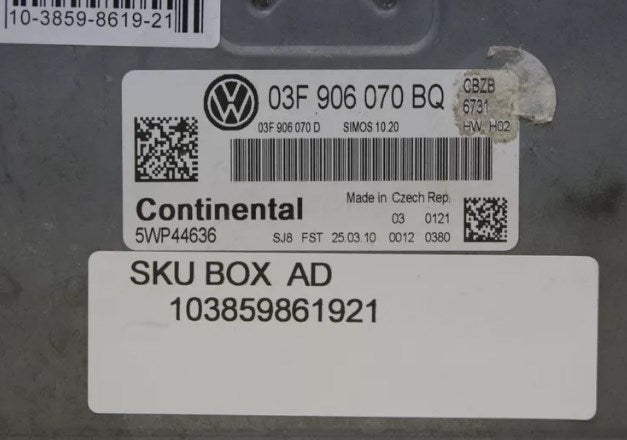 10-3859-8619-21
03F 906 070 BQ
CBZB
6731
03F 906 070 D SIMOS 10.20 HW: H02
Continental
Made in Czech Rep.
03 0121
5WP44636 SJ8 FST 25.03.10 0012 0380
SKU BOX AD
103859861921